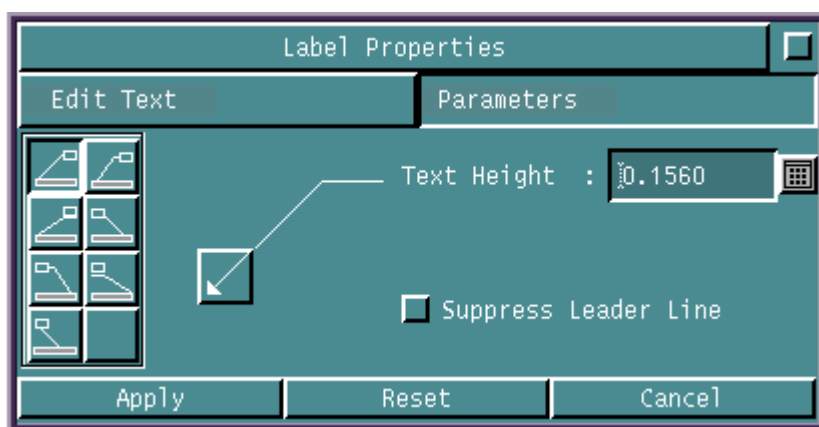 Label Properties
Edit Text Parameters
Text Height : 0.1560
Suppress Leader Line
Apply Reset Cancel